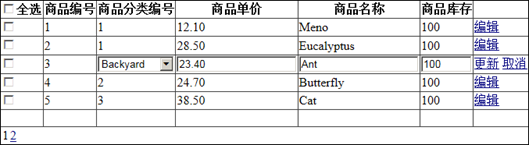 全选 商品编号 商品分类编号 商品单价 商品名称 商品库存
1 1 12.10 Meno 100 编辑
2 1 28.50 Eucalyptus 100 编辑
3 Backyard 23.40 Ant 100 更新 取消
4 2 24.70 Butterfly 100 编辑
5 3 38.50 Cat 100 编辑
12